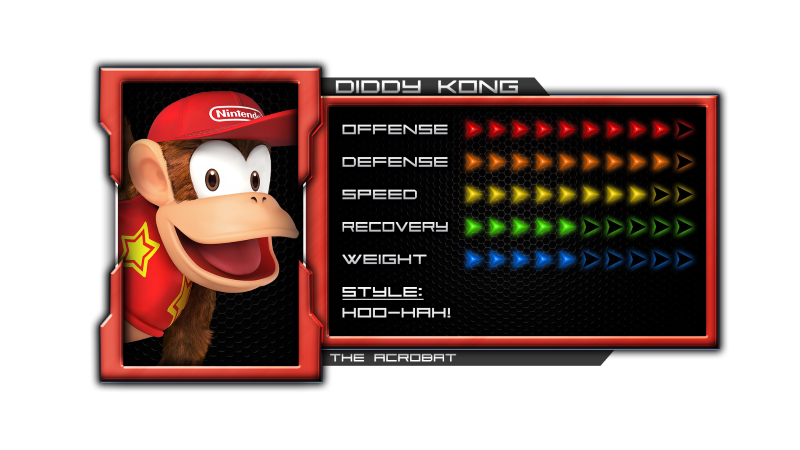 DIDDY KONG
Nintendo
OFFENSE
DEFENSE
SPEED
RECOVERY
WEIGHT
STYLE:
HOO-HAH!
THE ACROBAT